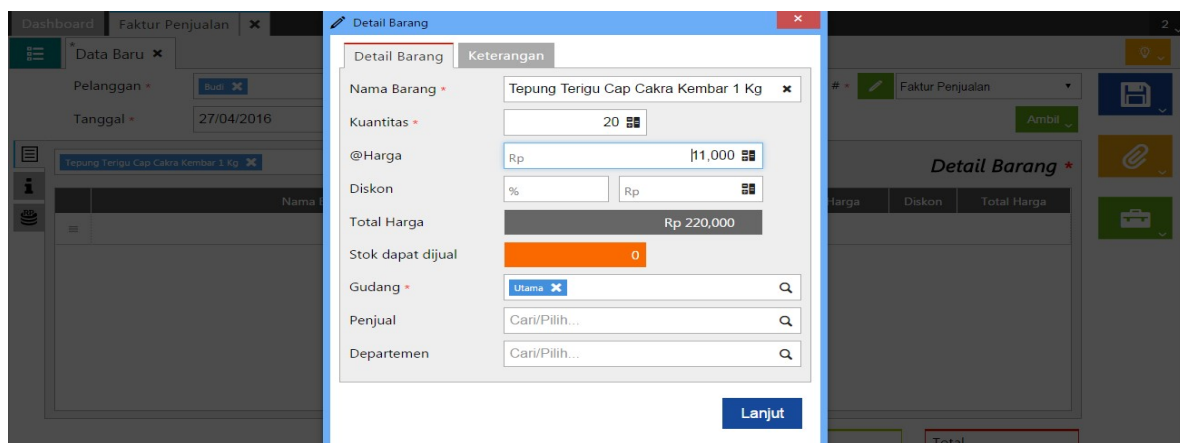 Dashboard Faktur Penjualan
Detail Barang
2
Data Baru
Detail Barang Keterangan
Pelanggan * Budi
Nama Barang * Tepung Terigu Cap Cakra Kembar 1 Kg
# * Faktur Penjualan
Tanggal * 27/04/2016
Kuantitas * 20
Ambil
@Harga Rp 11,000
Tepung Terigu Cap Cakra Kembar 1 Kg
Detail Barang *
Diskon % Rp
Nama
Harga Diskon Total Harga
Total Harga Rp 220,000
Stok dapat dijual 0
Gudang * Utama
Penjual Cari/Pilih...
Departemen Cari/Pilih...
Lanjut
Total